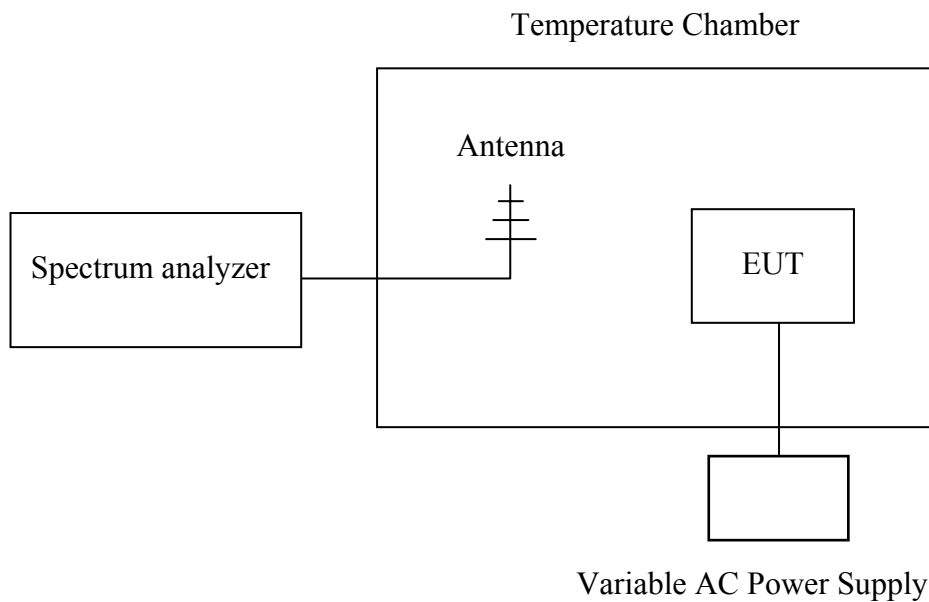 Temperature Chamber
Antenna
Spectrum analyzer
EUT
Variable AC Power Supply